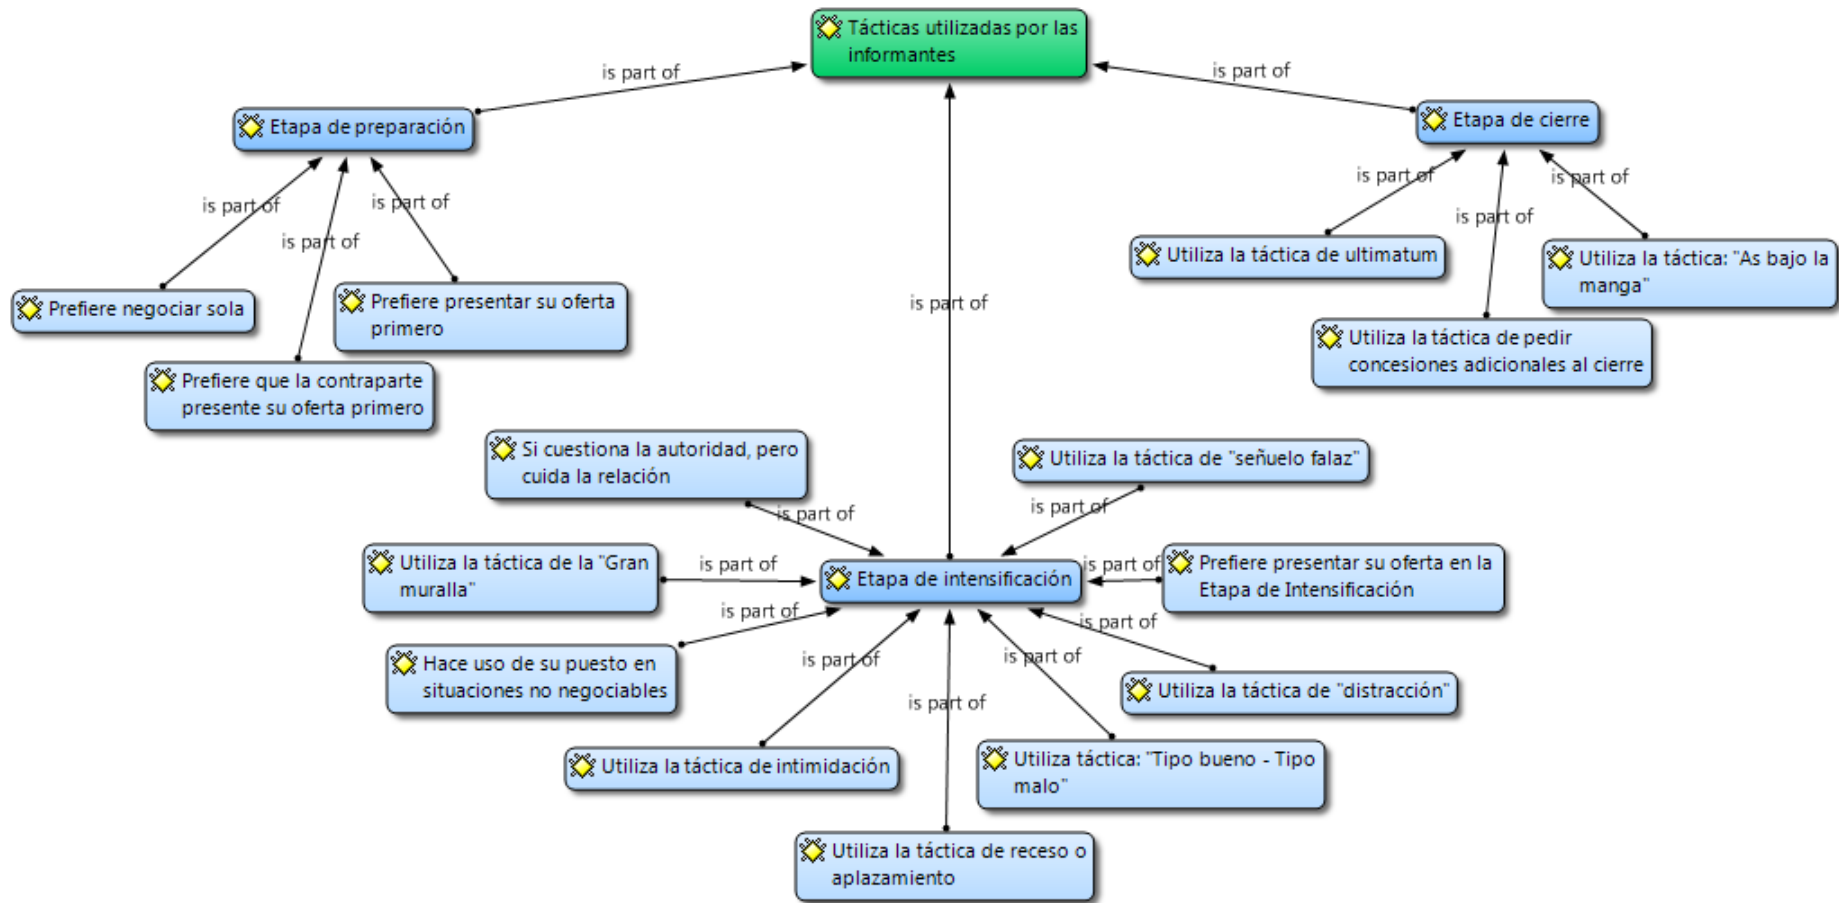 Tácticas utilizadas por las
informantes
is part of
is part of
Etapa de preparación
Etapa de cierre
is part of
is part of
is part of
is part of
is part of
is part of
Utiliza la táctica de ultimatum
Utiliza la táctica: "As bajo la
manga"
Prefiere negociar sola
Prefiere presentar su oferta
primero
is part of
Utiliza la táctica de pedir
concesiones adicionales al cierre
Prefiere que la contraparte
presente su oferta primero
Si cuestiona la autoridad, pero
cuida la relación
Utiliza la táctica de "señuelo falaz"
is part of
is part of
Utiliza la táctica de la "Gran
muralla"
is part of
Etapa de intensificación
is part of
Prefiere presentar su oferta en la
Etapa de Intensificación
is part of
is part of
Hace uso de su puesto en
situaciones no negociables
is part of
is part of
Utiliza la táctica de "distracción"
is part of
Utiliza la táctica de intimidación
Utiliza táctica: "Tipo bueno - Tipo
malo"
Utiliza la táctica de receso o
aplazamiento